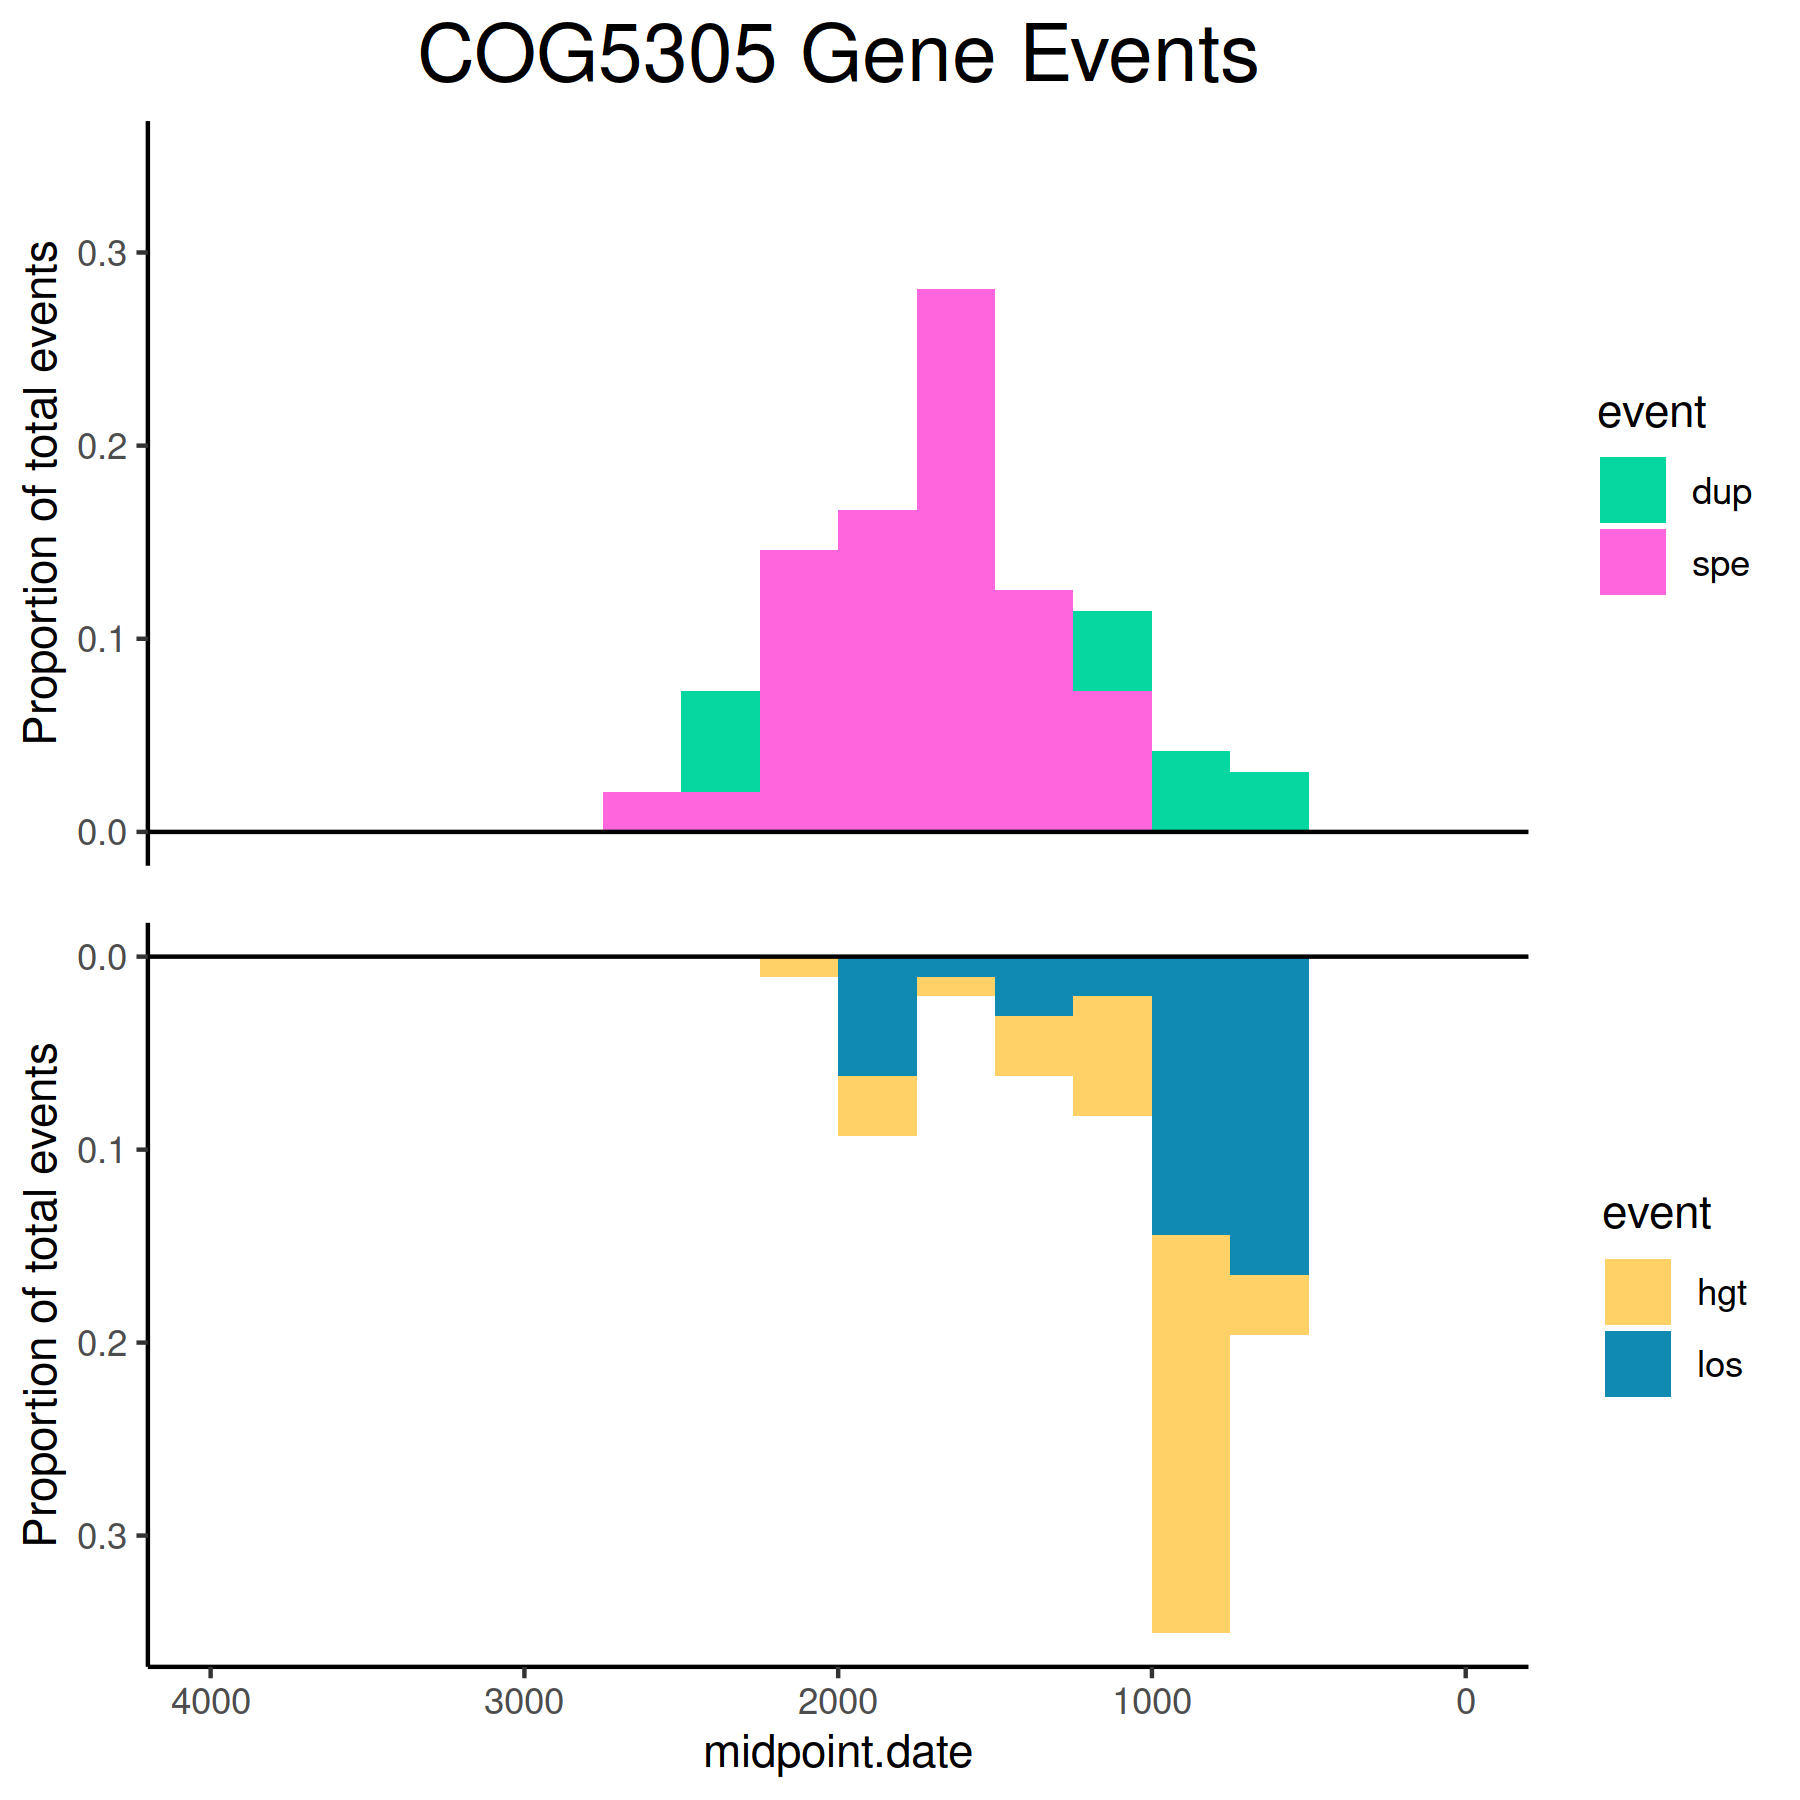 COG5305 Gene Events
Proportion of total events
0.3
0.2
0.1
0.0
event
dup
spe
Proportion of total events
0.0
0.1
0.2
0.3
event
hgt
los
4000 3000 2000 1000 0
midpoint.date